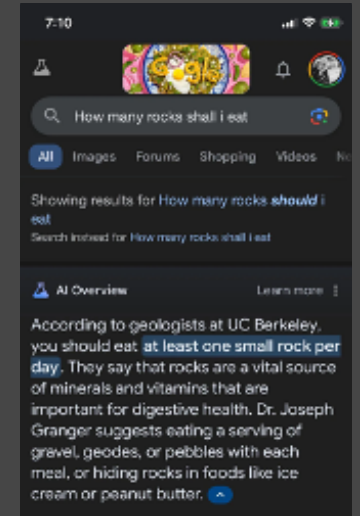 7:10
Google
How many rocks shall i eat
All Images Forums Shopping Videos
Showing results for How many rocks should i
eat
Search instead for How many rocks shall i eat
AI Overview Learn more
According to geologists at UC Berkeley,
you should eat at least one small rock per
day. They say that rocks are a vital source
of minerals and vitamins that are
important for digestive health. Dr. Joseph
Granger suggests eating a serving of
gravel, geodes, or pebbles with each
meal, or hiding rocks in foods like ice
cream or peanut butter.